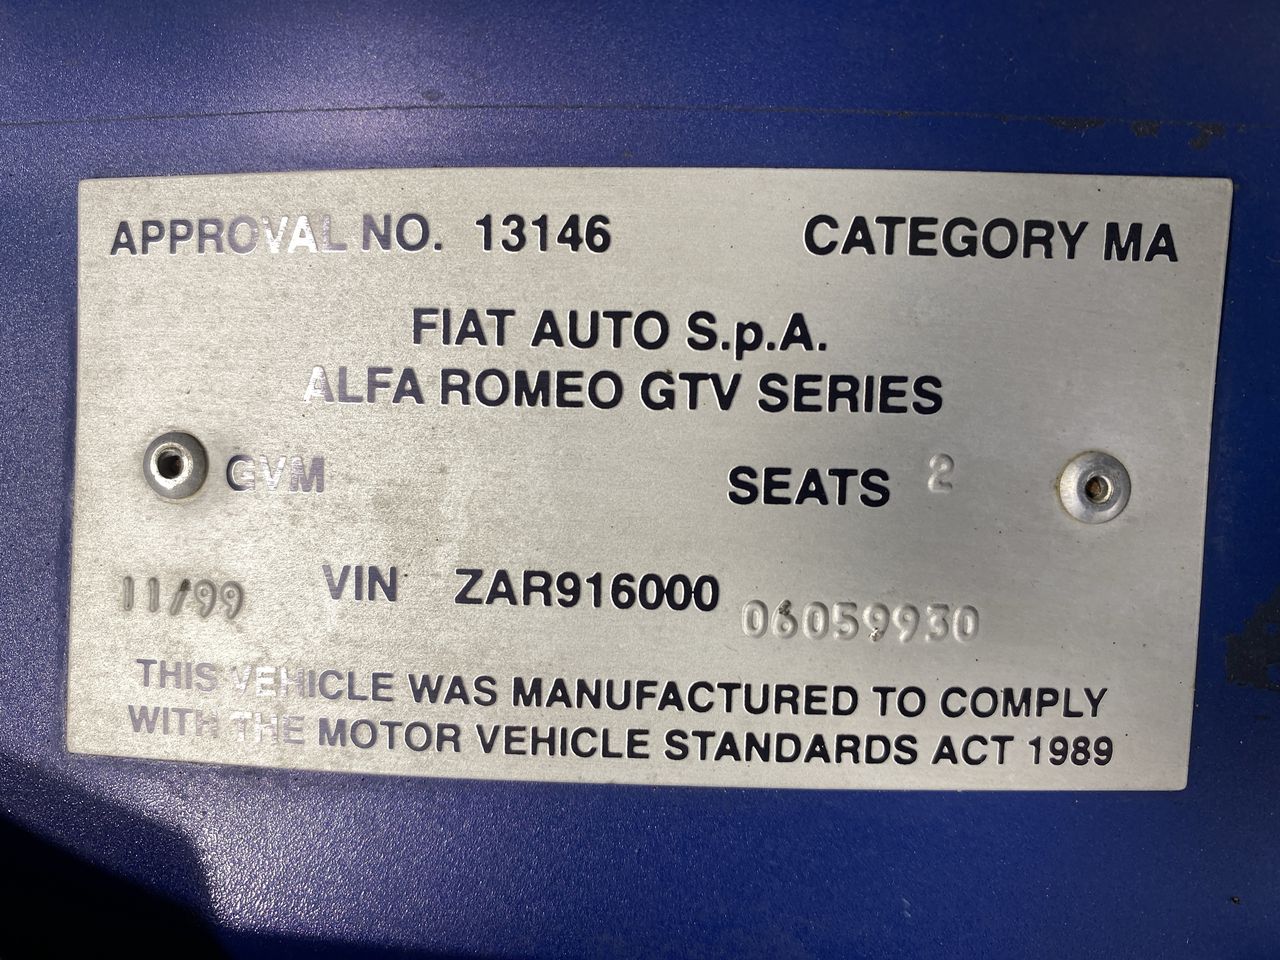 APPROVAL NO. 13146 CATEGORY MA
FIAT AUTO S.p.A.
ALFA ROMEO GTV SERIES
GVM SEATS 2
11/99 VIN ZAR916000 06059930
THIS VEHICLE WAS MANUFACTURED TO COMPLY
WITH THE MOTOR VEHICLE STANDARDS ACT 1989